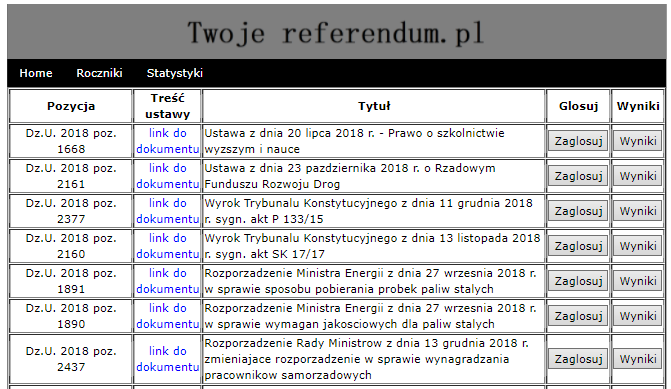 Twoje referendum.pl
Home Roczniki Statystyki
Pozycja Treść ustawy Tytuł Glosuj Wyniki
Dz.U. 2018 poz. 1668
link do dokumentu
Ustawa z dnia 20 lipca 2018 r. - Prawo o szkolnictwie
wyzszym i nauce
Zaglosuj Wyniki
Dz.U. 2018 poz. 2161
link do dokumentu
Ustawa z dnia 23 pazdziernika 2018 r. o Rzadowym
Funduszu Rozwoju Drog
Zaglosuj Wyniki
Dz.U. 2018 poz. 2377
link do dokumentu
Wyrok Trybunalu Konstytucyjnego z dnia 11 grudnia 2018
r. sygn. akt P 133/15
Zaglosuj Wyniki
Dz.U. 2018 poz. 2160
link do dokumentu
Wyrok Trybunalu Konstytucyjnego z dnia 13 listopada 2018
r. sygn. akt SK 17/17
Zaglosuj Wyniki
Dz.U. 2018 poz. 1891
link do dokumentu
Rozporzadzenie Ministra Energii z dnia 27 wrzesnia 2018 r.
w sprawie sposobu pobierania probek paliw stalych
Zaglosuj Wyniki
Dz.U. 2018 poz. 1890
link do dokumentu
Rozporzadzenie Ministra Energii z dnia 27 wrzesnia 2018 r.
w sprawie wymagan jakosciowych dla paliw stalych
Zaglosuj Wyniki
Dz.U. 2018 poz. 2437
link do dokumentu
Rozporzadzenie Rady Ministrow z dnia 13 grudnia 2018 r.
zmieniajace rozporzadzenie w sprawie wynagradzania
pracownikow samorzadowych
Zaglosuj Wyniki